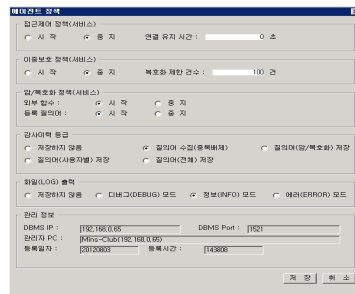 에이전트 정책
접근제어 정책(서비스)
시 작 중 지 연결 유지 시간 : 0 초
이중보호 정책(서비스)
시 작 중 지 복호화 제한 건수 : 100 건
암/복호화 정책(서비스)
외부 함수 : 시 작 중 지
등록 질의어 : 시 작 중 지
감사이력 등급
저장하지 않음 질의어 수집(중복배제) 질의어(암/복호화) 저장
질의어(사용자별) 저장 질의어(전체) 저장
화일(LOG) 출력
저장하지 않음 디버그(DEBUG) 모드 정보(INFO) 모드 에러(ERROR) 모드
관리 정보
DBMS IP : 192,168,0,65 DBMS Port : 1521
관리자 PC : Mins-Club(192,168,0,65)
등록일자 : 20120803 등록시간 : 143808
저 장 취 소